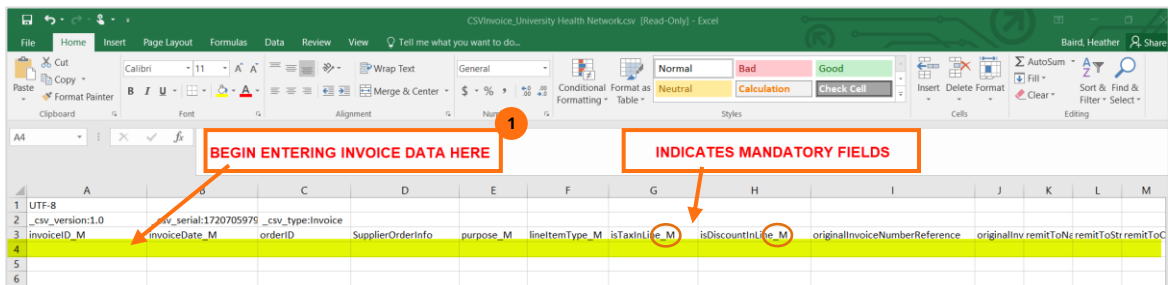 CSVInvoice_University Health Network.csv [Read-Only] - Excel
File Home Insert Page Layout Formulas Data Review View Tell me what you want to do... Baird, Heather Share
Paste
Cut
Copy
Format Painter
Clipboard
Calibri 11 A A
B I U A
Font
Wrap Text
Merge & Center
Alignment
General
$ % ,
Conditional Formatting
Format as Table
Normal Bad Good
Neutral Calculation Check Cell
Styles
Insert Delete Format
Cells
AutoSum
Fill
Clear
Sort & Filter
Find & Select
Editing
1
A4 fx
BEGIN ENTERING INVOICE DATA HERE
INDICATES MANDATORY FIELDS
A B C D E F G H I J K L M
1 UTF-8
2 _csv_version:1.0 _csv_serial:1720705979 _csv_type:Invoice
3 invoiceID_M invoiceDate_M orderID SupplierOrderInfo purpose_M lineItemType_M isTaxInLine_M isDiscountInLine_M originalInvoiceNumberReference originalInv remitToNa remitToStr remitToC
4
5
6